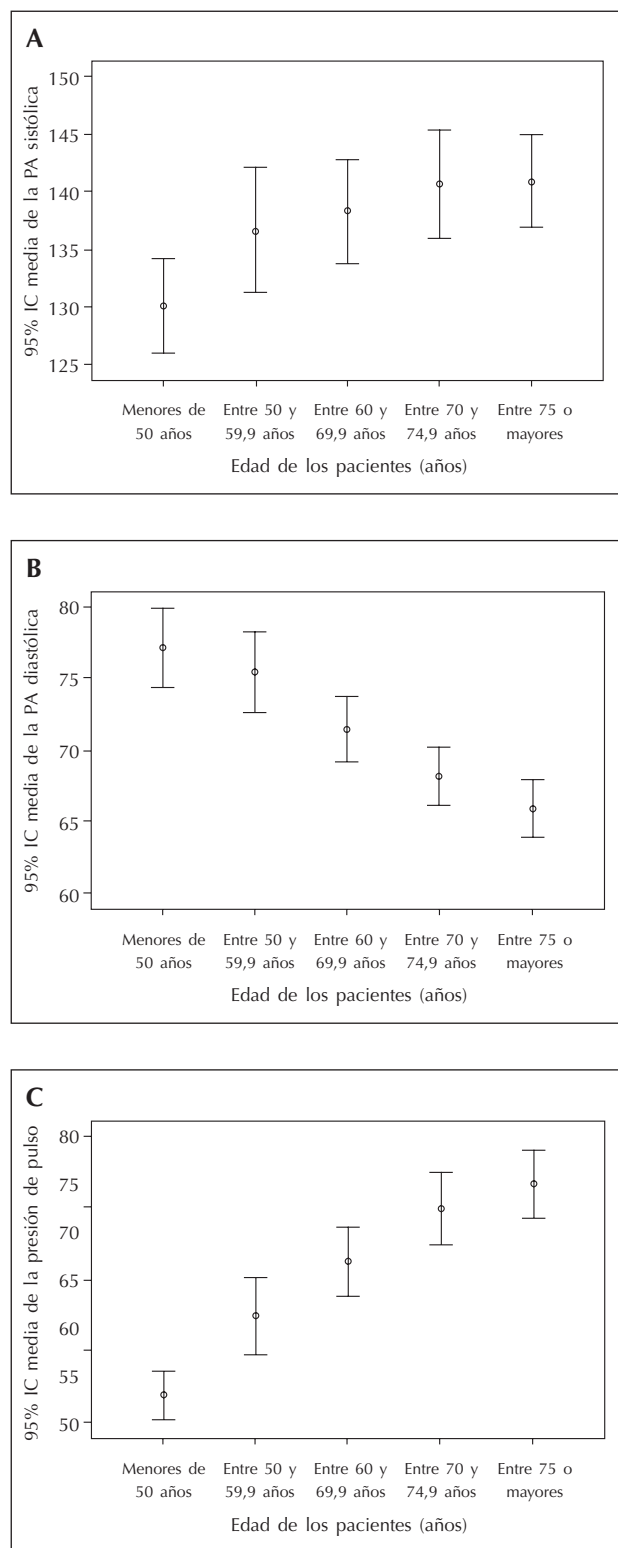 A
95% IC media de la PA sistólica
150
145
140
135
130
125
Menores de Entre 50 y Entre 60 y Entre 70 y Entre 75 o
50 años 59,9 años 69,9 años 74,9 años mayores
Edad de los pacientes (años)
B
95% IC media de la PA diastólica
80
75
70
65
60
Menores de Entre 50 y Entre 60 y Entre 70 y Entre 75 o
50 años 59,9 años 69,9 años 74,9 años mayores
Edad de los pacientes (años)
C
95% IC media de la presión de pulso
80
75
70
65
60
55
50
Menores de Entre 50 y Entre 60 y Entre 70 y Entre 75 o
50 años 59,9 años 69,9 años 74,9 años mayores
Edad de los pacientes (años)